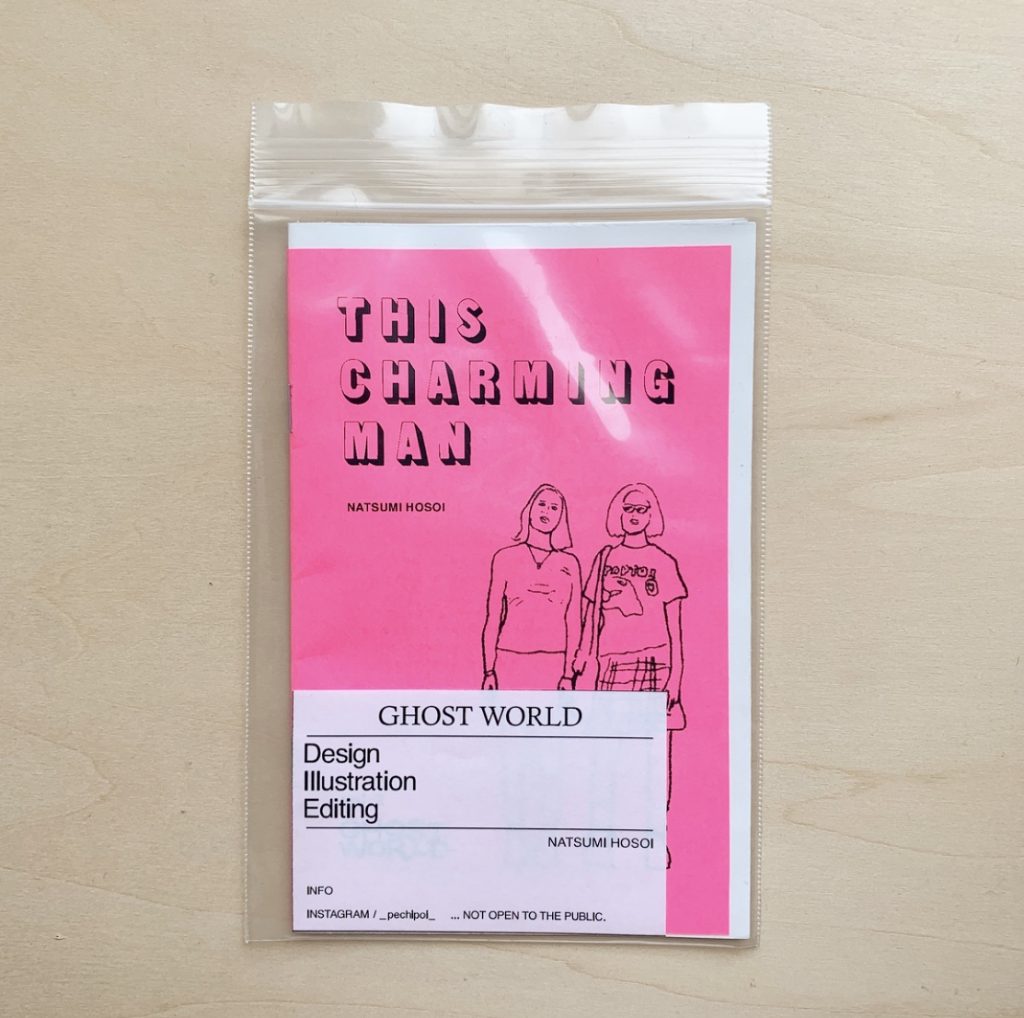 THIS
CHARMING
MAN
NATSUMI HOSOI
GHOST WORLD
Design
Illustration
Editing
NATSUMI HOSOI
INFO
INSTAGRAM / _pechlpol_ ... NOT OPEN TO THE PUBLIC.